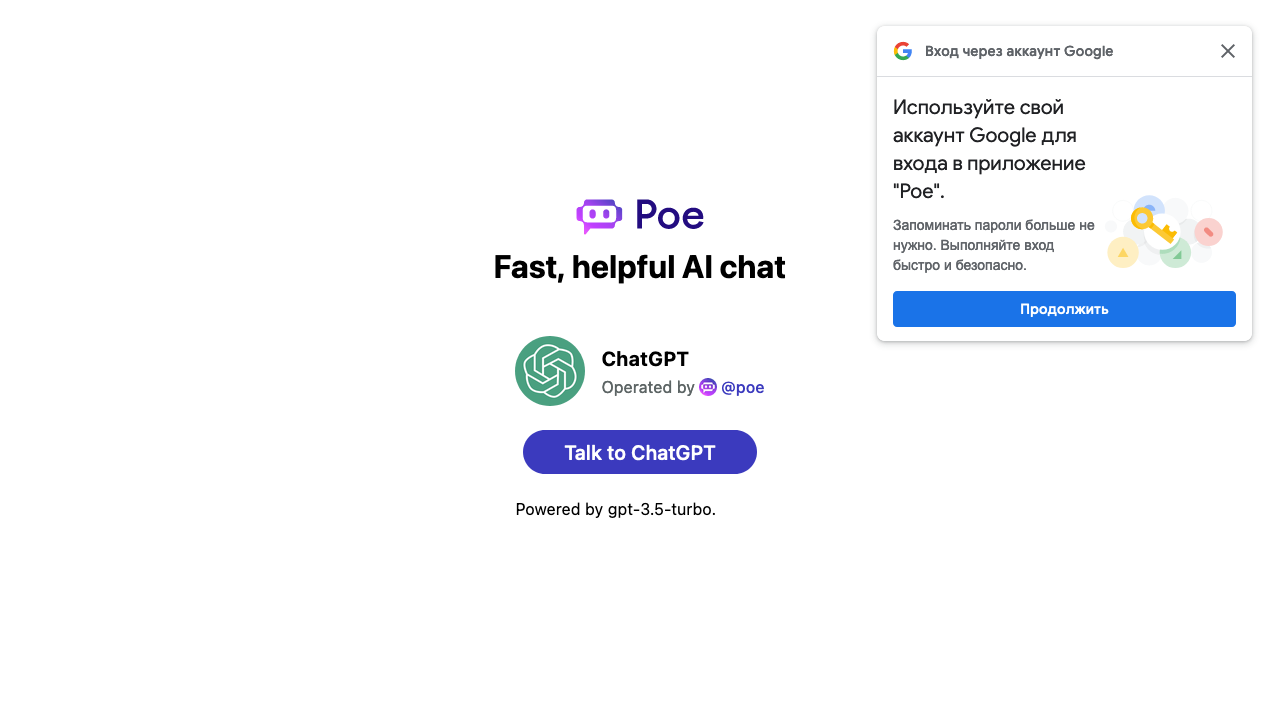 Poe
Fast, helpful AI chat
ChatGPT
Operated by @poe
Talk to ChatGPT
Powered by gpt-3.5-turbo.
Вход через аккаунт Google
Используйте свой
аккаунт Google для
входа в приложение
"Poe".
Запоминать пароли больше не
нужно. Выполняйте вход
быстро и безопасно.
Продолжить